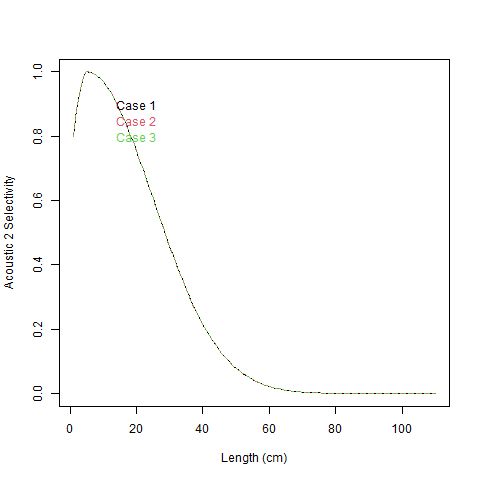 1.0
0.8
0.6
0.4
0.2
0.0
Acoustic 2 Selectivity
Case 1
Case 2
Case 3
0 20 40 60 80 100
Length (cm)